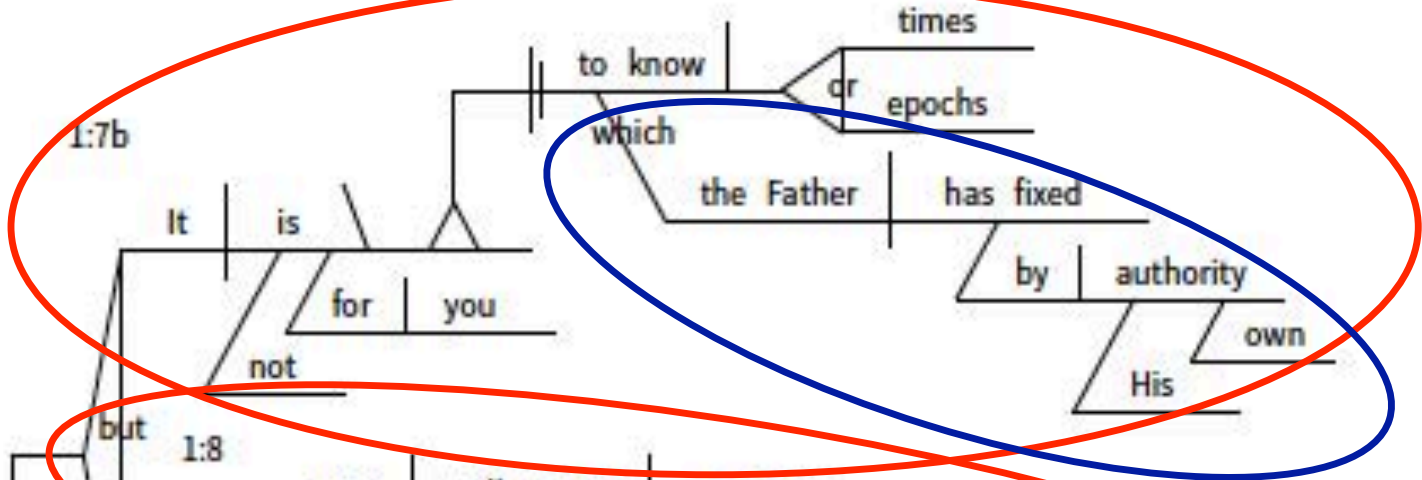 times
to know
or
epochs
1:7b
which
the Father has fixed
It is
by authority
for you
own
not
His
but
1:8